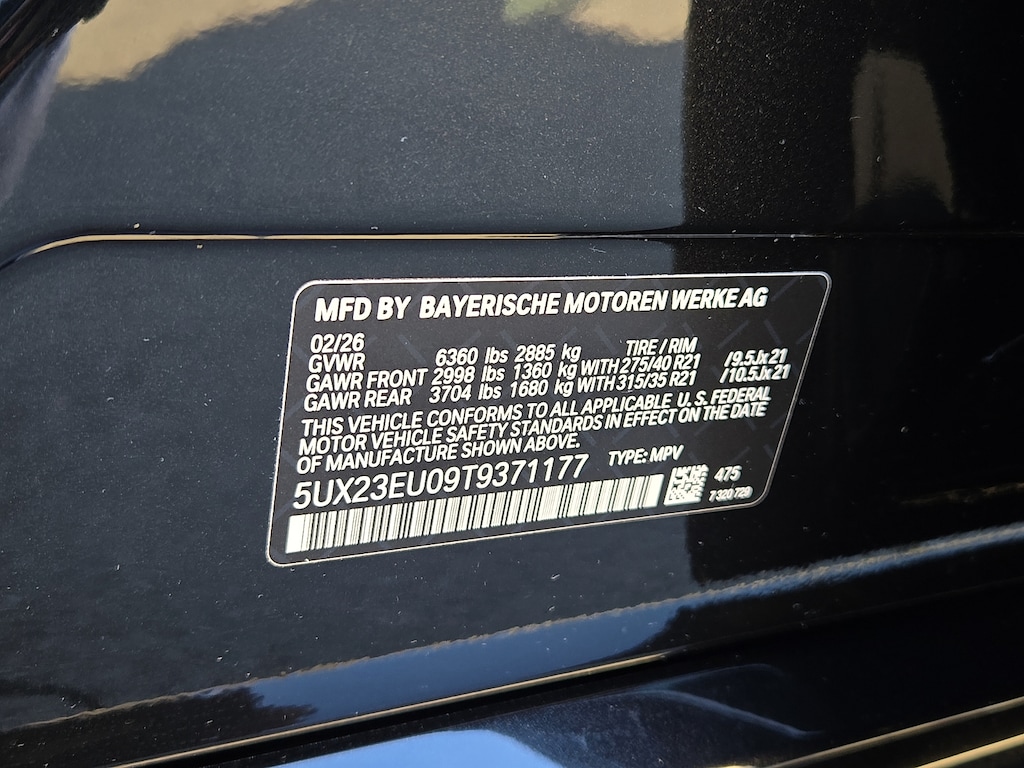 MFD BY BAYERISCHE MOTOREN WERKE AG
02/26
GVWR 6360 lbs 2885 kg TIRE / RIM
GAWR FRONT 2998 lbs 1360 kg WITH 275/40 R21 /9.5Jx21
GAWR REAR 3704 lbs 1680 kg WITH 315/35 R21 /10.5Jx21
THIS VEHICLE CONFORMS TO ALL APPLICABLE U.S. FEDERAL
MOTOR VEHICLE SAFETY STANDARDS IN EFFECT ON THE DATE
OF MANUFACTURE SHOWN ABOVE.
5UX23EU09T9371177 TYPE: MPV
475
7 320 729